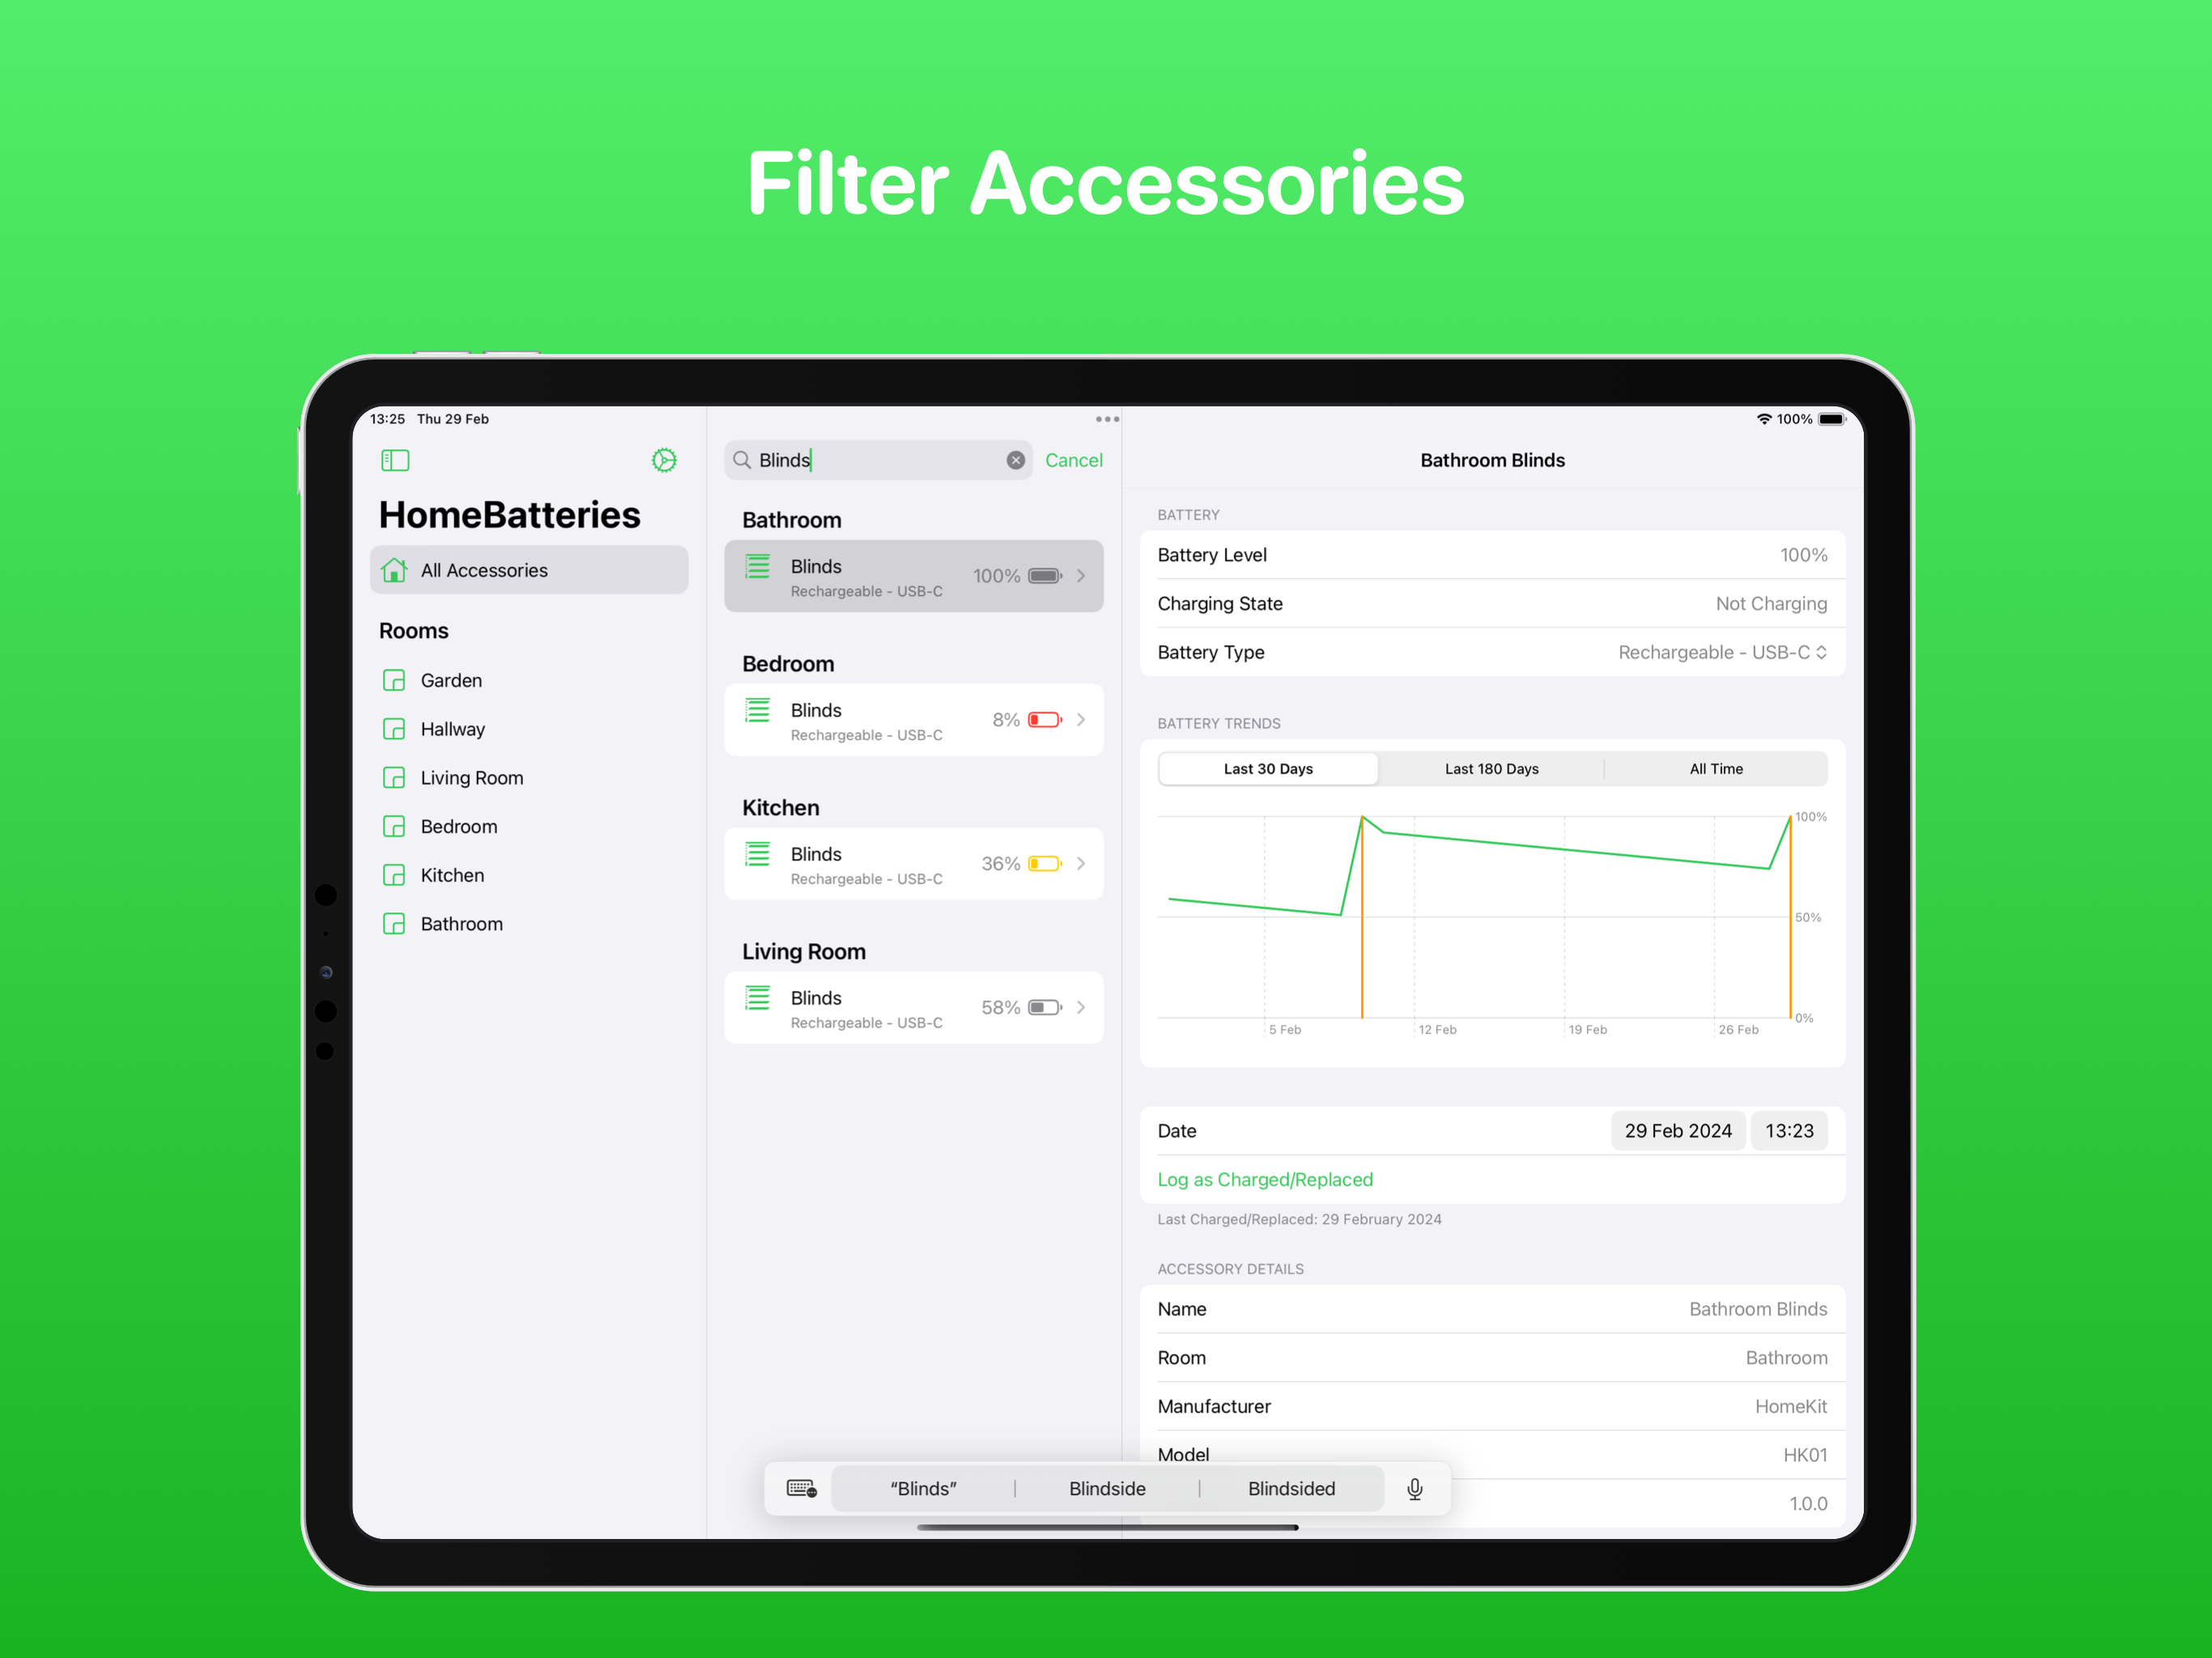 Filter Accessories
13:25 Thu 29 Feb
100%
HomeBatteries
All Accessories
Rooms
Garden
Hallway
Living Room
Bedroom
Kitchen
Bathroom
Blinds
Cancel
Bathroom
Blinds
Rechargeable - USB-C
100%
Bedroom
Blinds
Rechargeable - USB-C
8%
Kitchen
Blinds
Rechargeable - USB-C
36%
Living Room
Blinds
Rechargeable - USB-C
58%
Bathroom Blinds
BATTERY
Battery Level 100%
Charging State Not Charging
Battery Type Rechargeable - USB-C
BATTERY TRENDS
Last 30 Days Last 180 Days All Time
100%
50%
0%
5 Feb 12 Feb 19 Feb 26 Feb
Date 29 Feb 2024 13:23
Log as Charged/Replaced
Last Charged/Replaced: 29 February 2024
ACCESSORY DETAILS
Name Bathroom Blinds
Room Bathroom
Manufacturer HomeKit
Model HK01
1.0.0
“Blinds” Blindside Blindsided